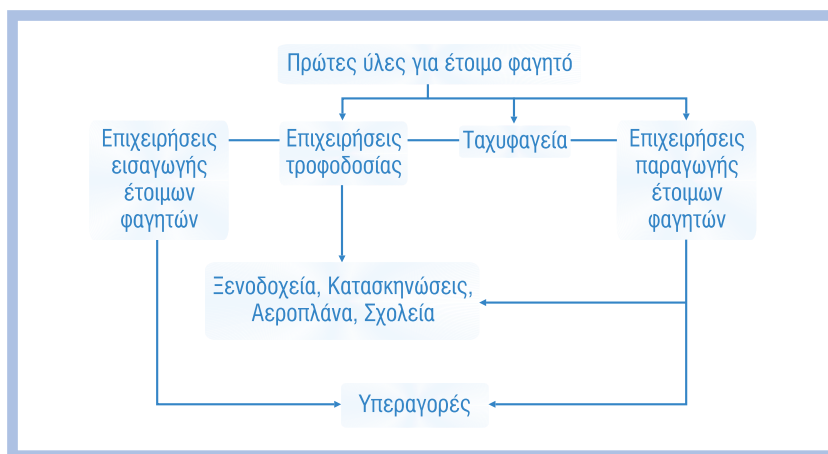 Πρώτες ύλες για έτοιμο φαγητό
Επιχειρήσεις
εισαγωγής
έτοιμων
φαγητών
Επιχειρήσεις
τροφοδοσίας
Ταχυφαγεία
Επιχειρήσεις
παραγωγής
έτοιμων
φαγητών
Ξενοδοχεία, Κατασκηνώσεις,
Αεροπλάνα, Σχολεία
Υπεραγορές